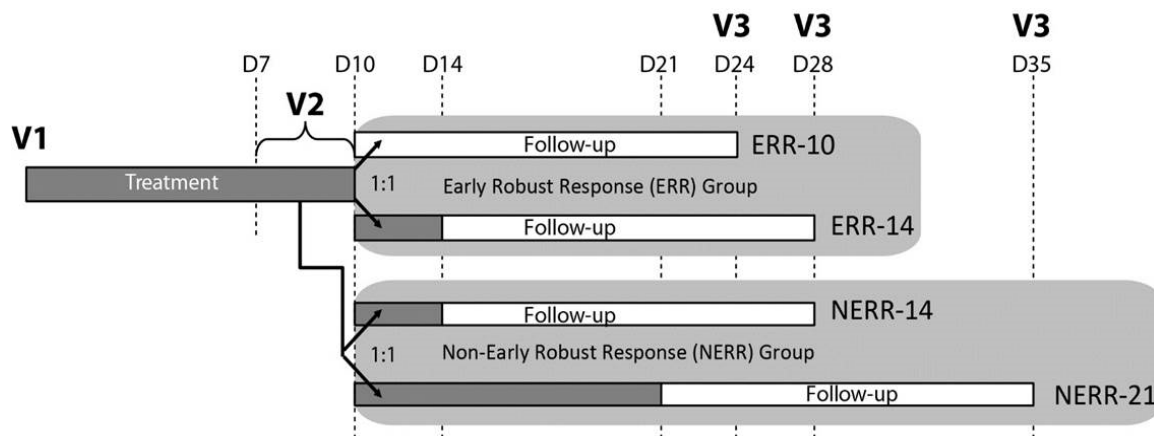 V3 V3 V3
D7 D10 D14 D21 D24 D28 D35
V2
V1
Follow-up ERR-10
Treatment
1:1 Early Robust Response (ERR) Group
Follow-up ERR-14
Follow-up NERR-14
1:1 Non-Early Robust Response (NERR) Group
Follow-up NERR-21